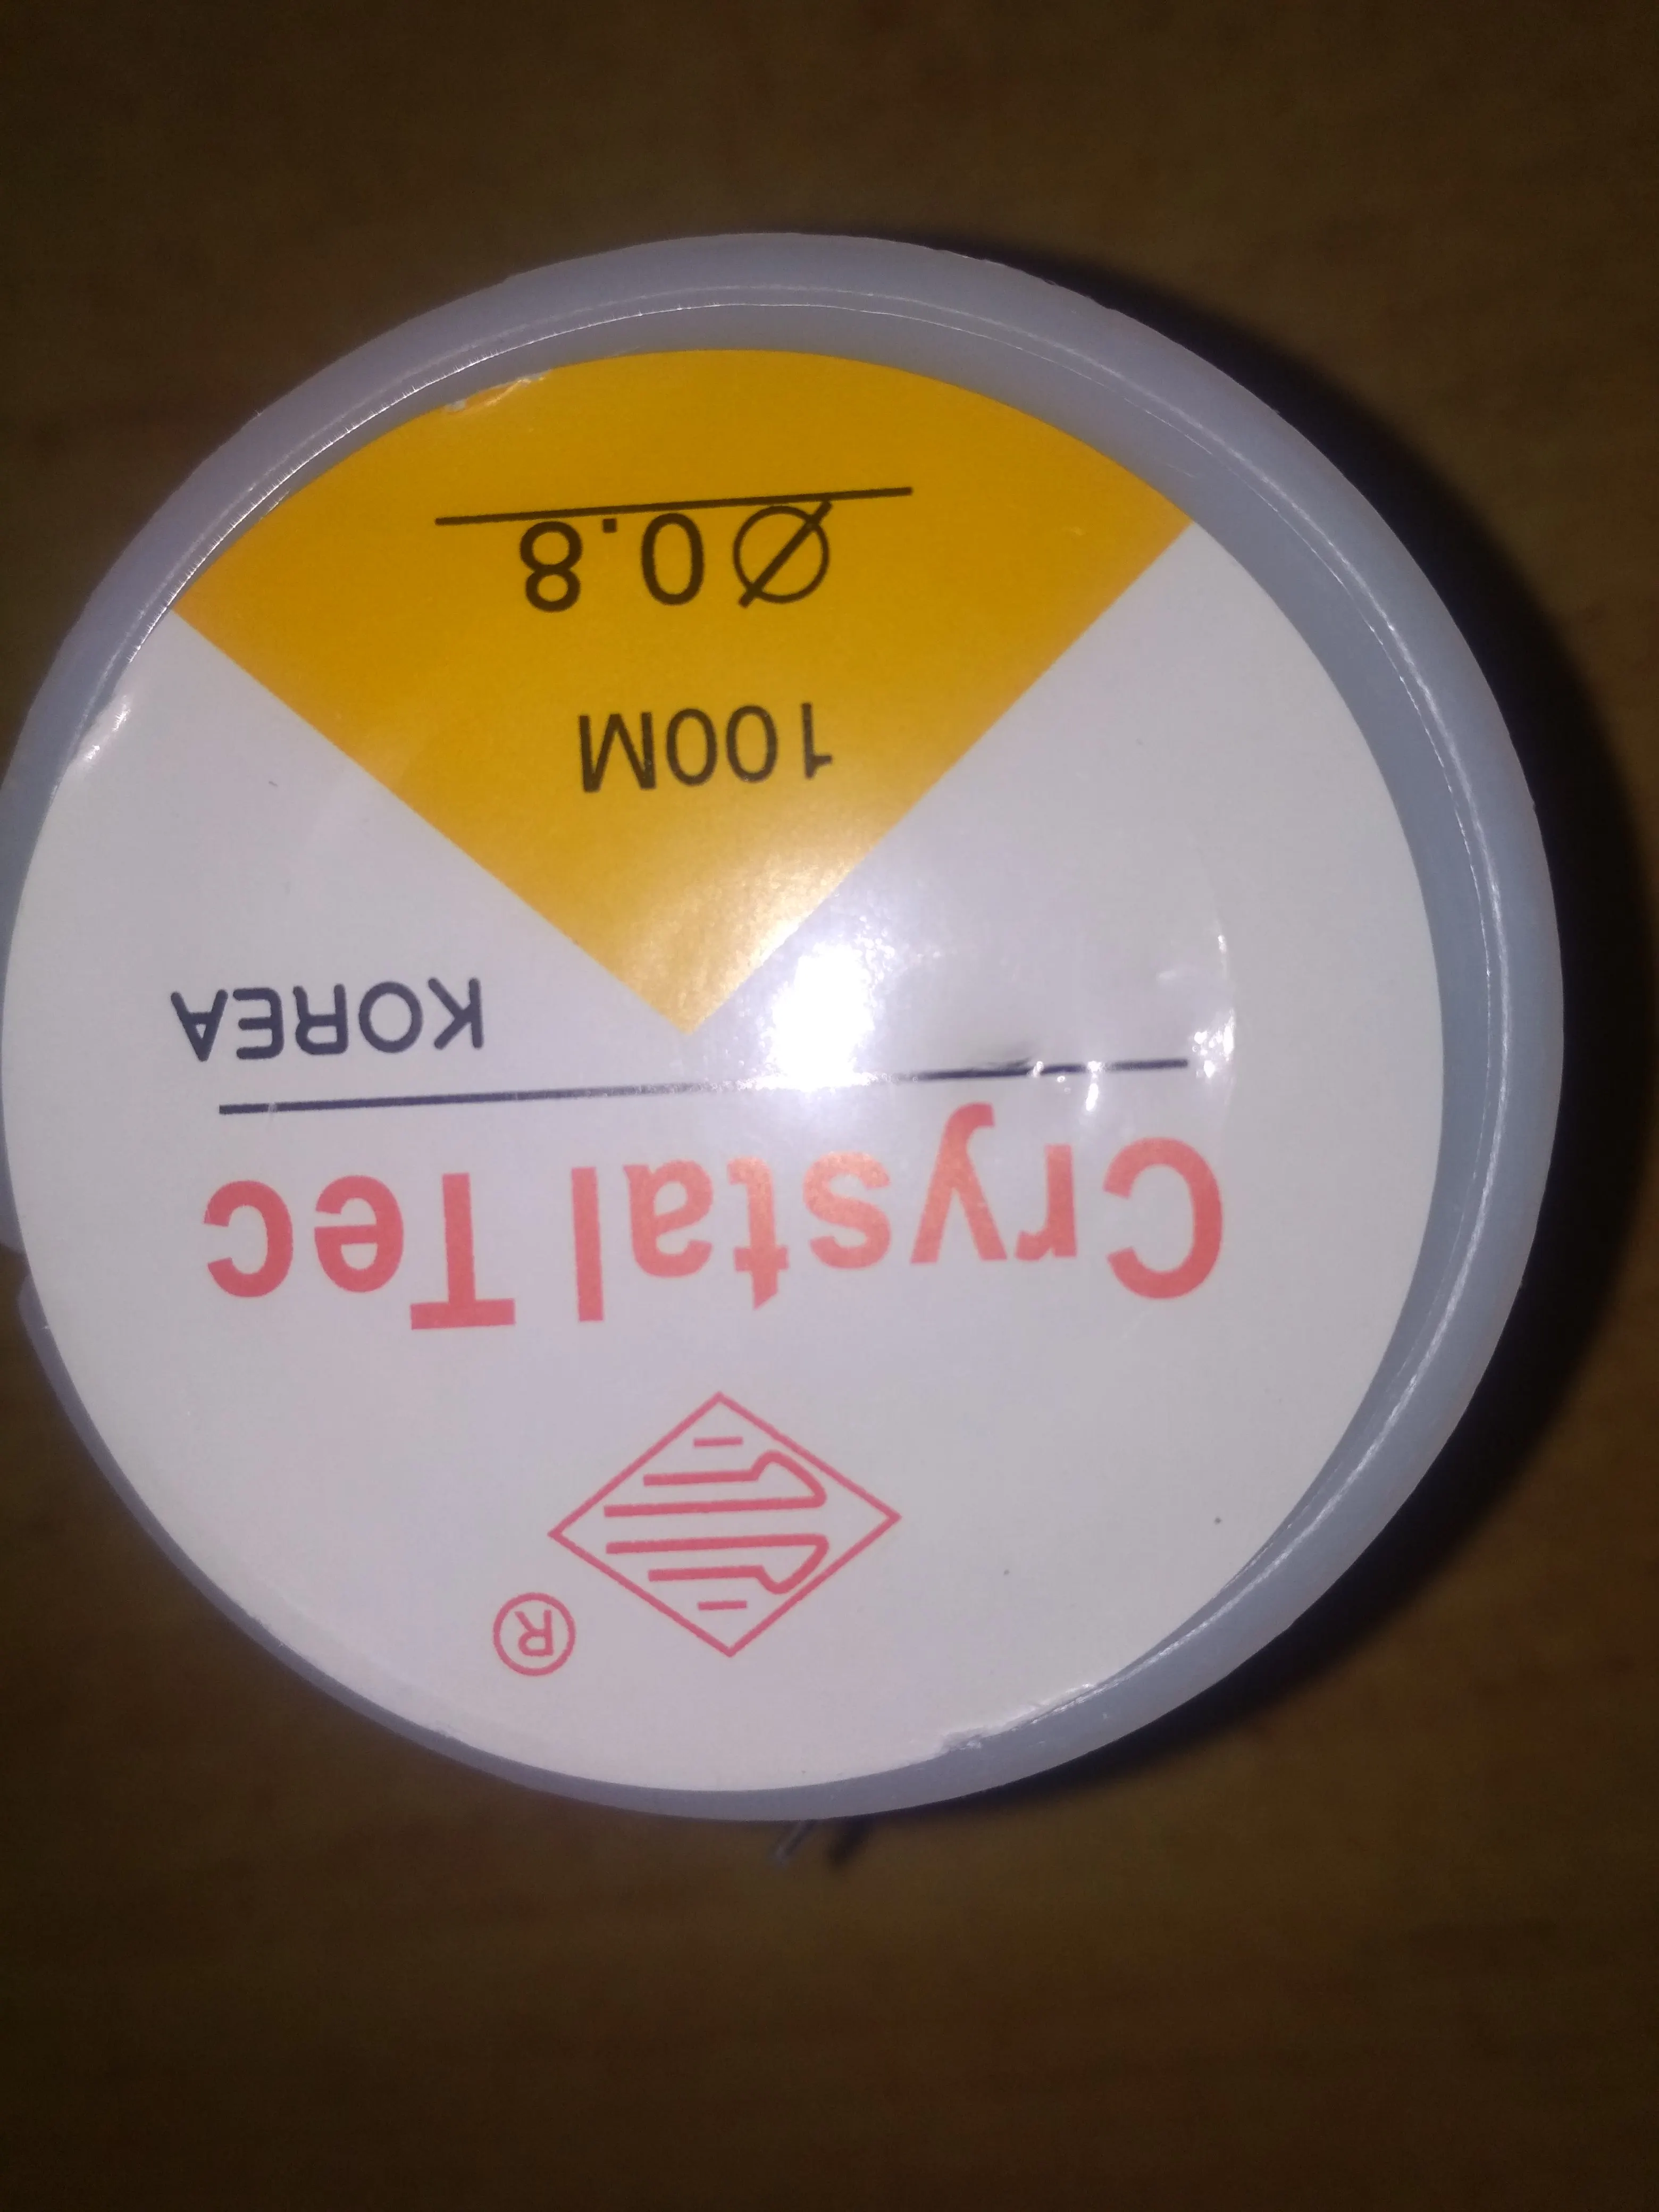 ®
Crystal Tec
KOREA
100M
Ø0.8